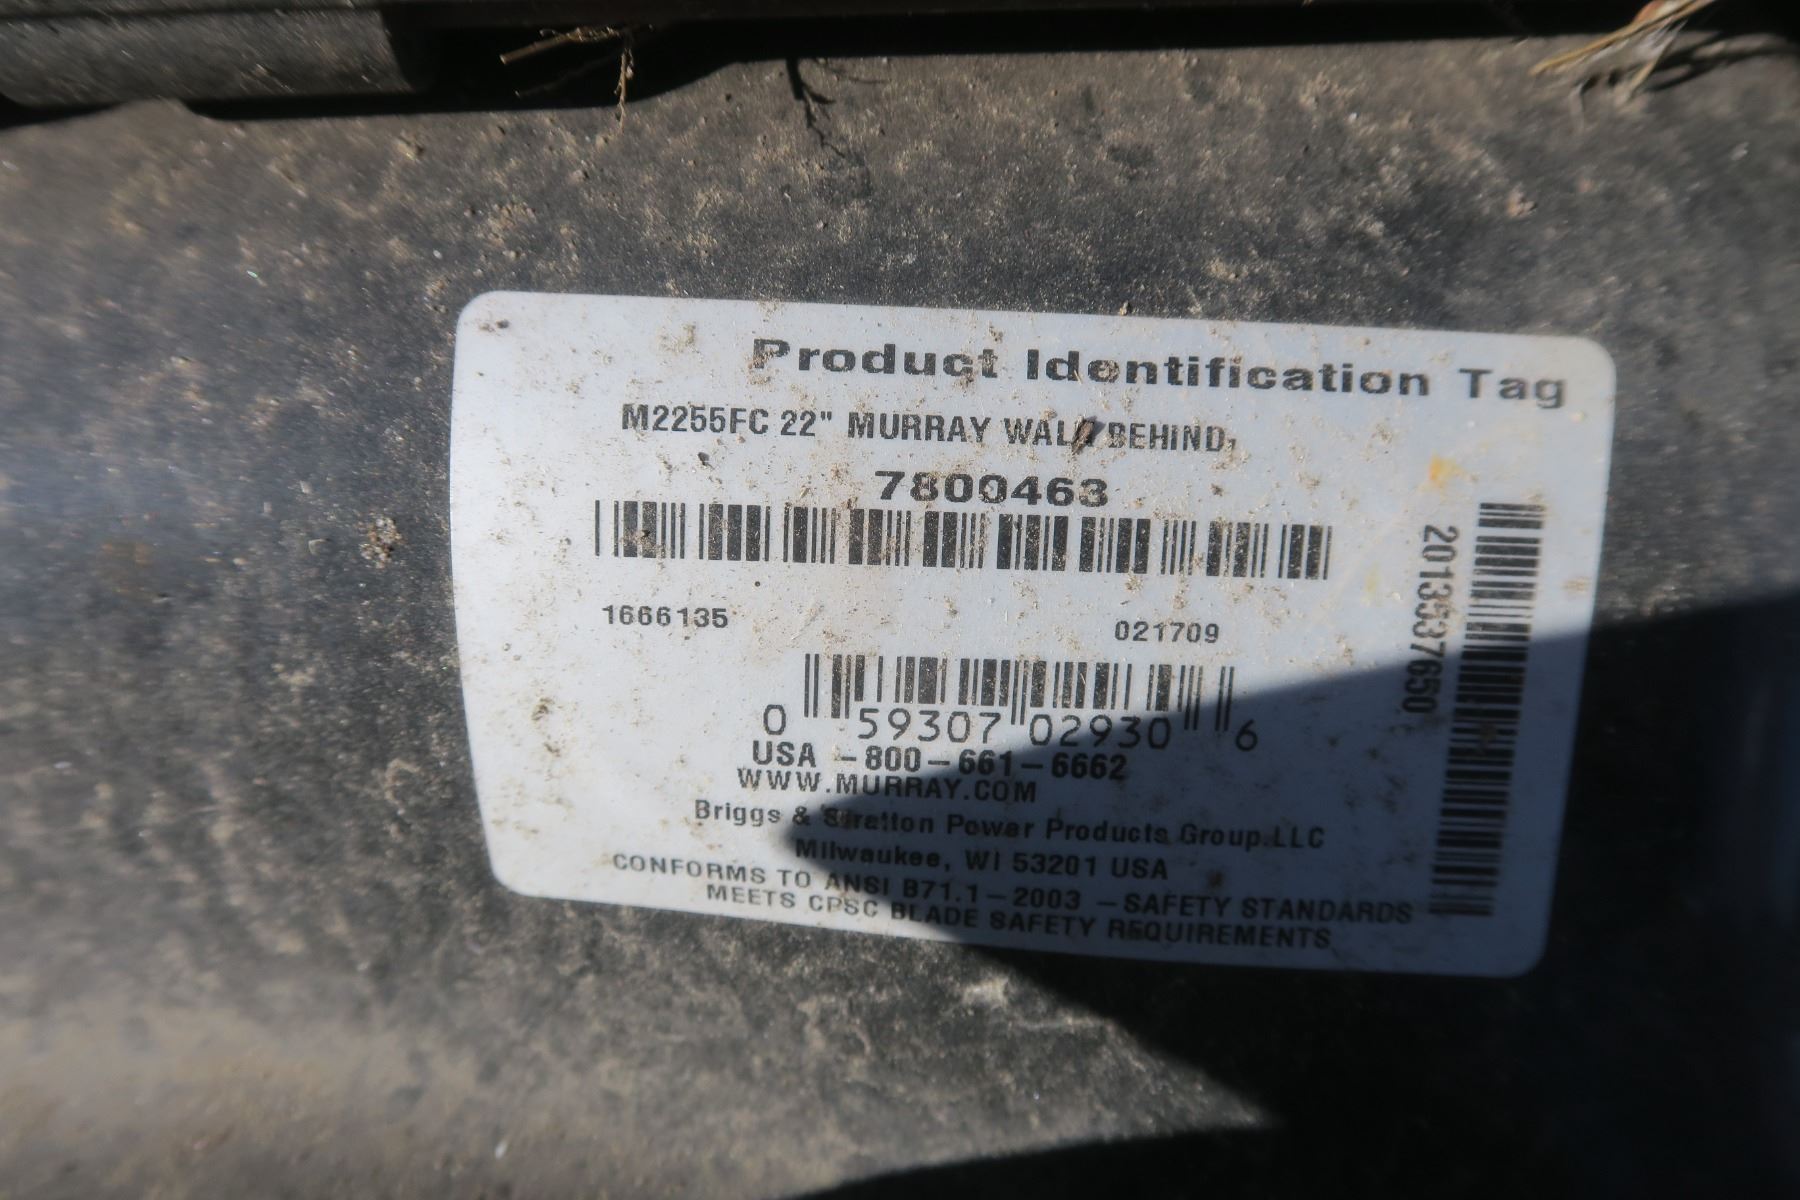 Product Identification Tag
M2255FC 22" MURRAY WALK BEHIND,
7800463
1666135 021709
0 59307 02930 6
USA -800-661-6662
WWW.MURRAY.COM
Briggs & Stratton Power Products Group.LLC
Milwaukee, WI 53201 USA
CONFORMS TO ANSI B71.1-2003 -SAFETY STANDARDS
MEETS CPSC BLADE SAFETY REQUIREMENTS
2013537650